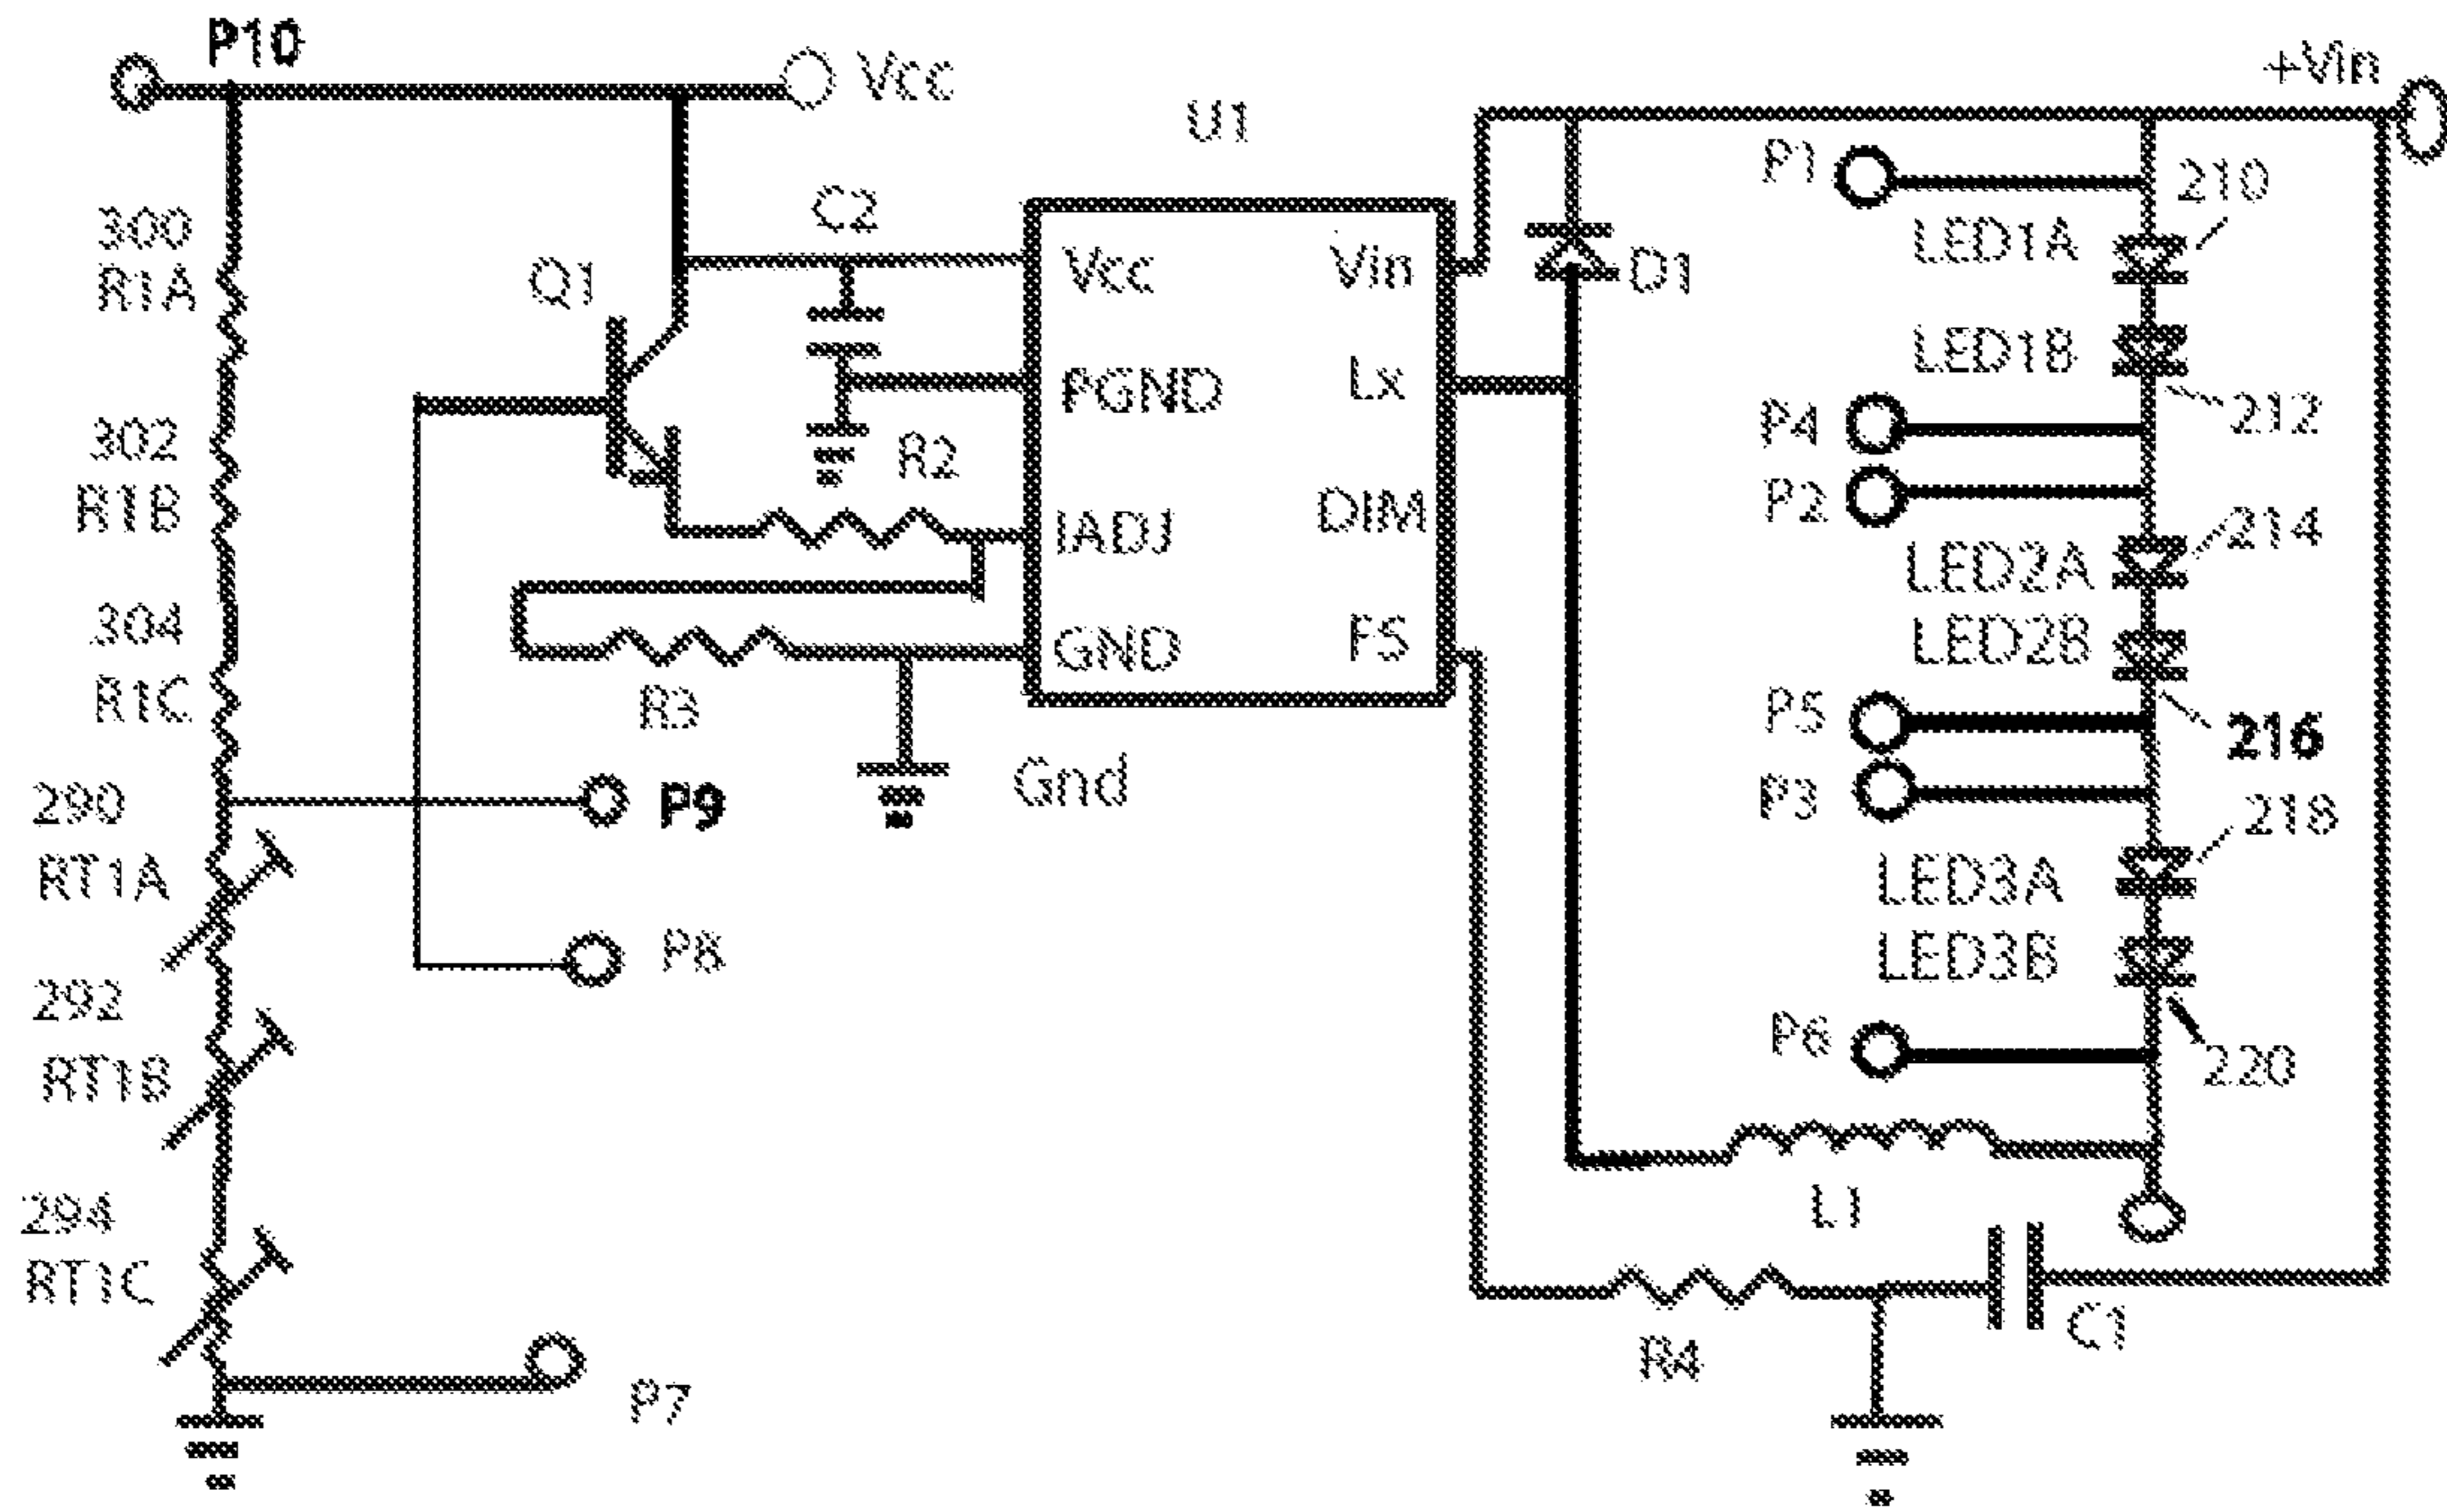 P10
Vcc
+Vin
U1
P1
210
300
R1A
C2
Vcc
Vin
D1
LED1A
Q1
LED1B
PGND
Lx
P4
212
302
R1B
R2
P2
DIM
214
IADJ
LED2A
304
R1C
GND
FS
LED2B
R3
P5
216
290
P9
Gnd
P3
218
RT1A
LED3A
P8
LED3B
292
RT1B
P6
220
294
RT1C
L1
C1
R4
P7